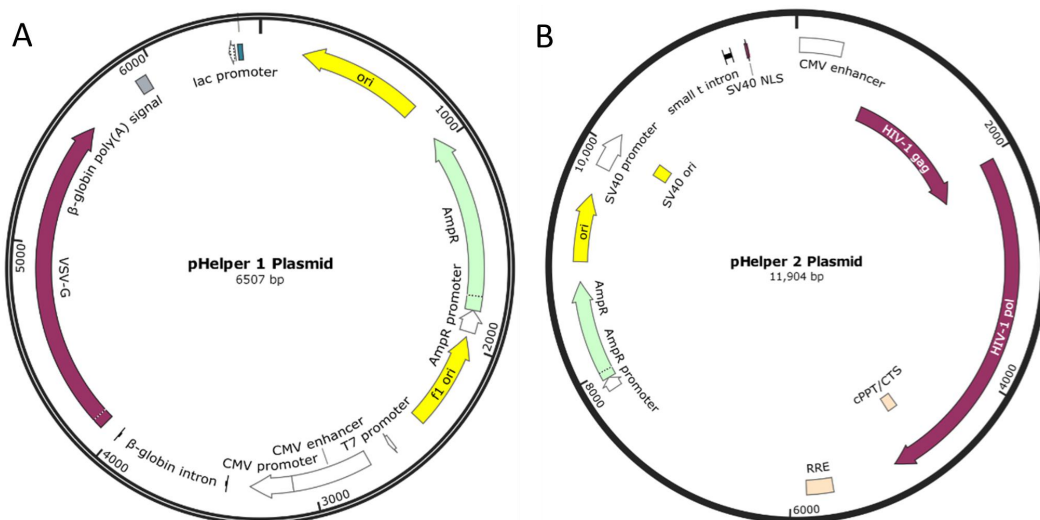 A
6000
lac promoter
ori
1000
β-globin poly(A) signal
AmpR
5000
VSV-G
pHelper 1 Plasmid
6507 bp
AmpR promoter
2000
f1 ori
T7 promoter
CMV enhancer
CMV promoter
β-globin intron
4000
3000
B
small t intron
SV40 NLS
CMV enhancer
2000
HIV-1 gag
10,000
SV40 promoter
SV40 ori
ori
pHelper 2 Plasmid
11,904 bp
HIV-1 pol
AmpR
AmpR promoter
8000
cPPT/CTS
4000
RRE
6000